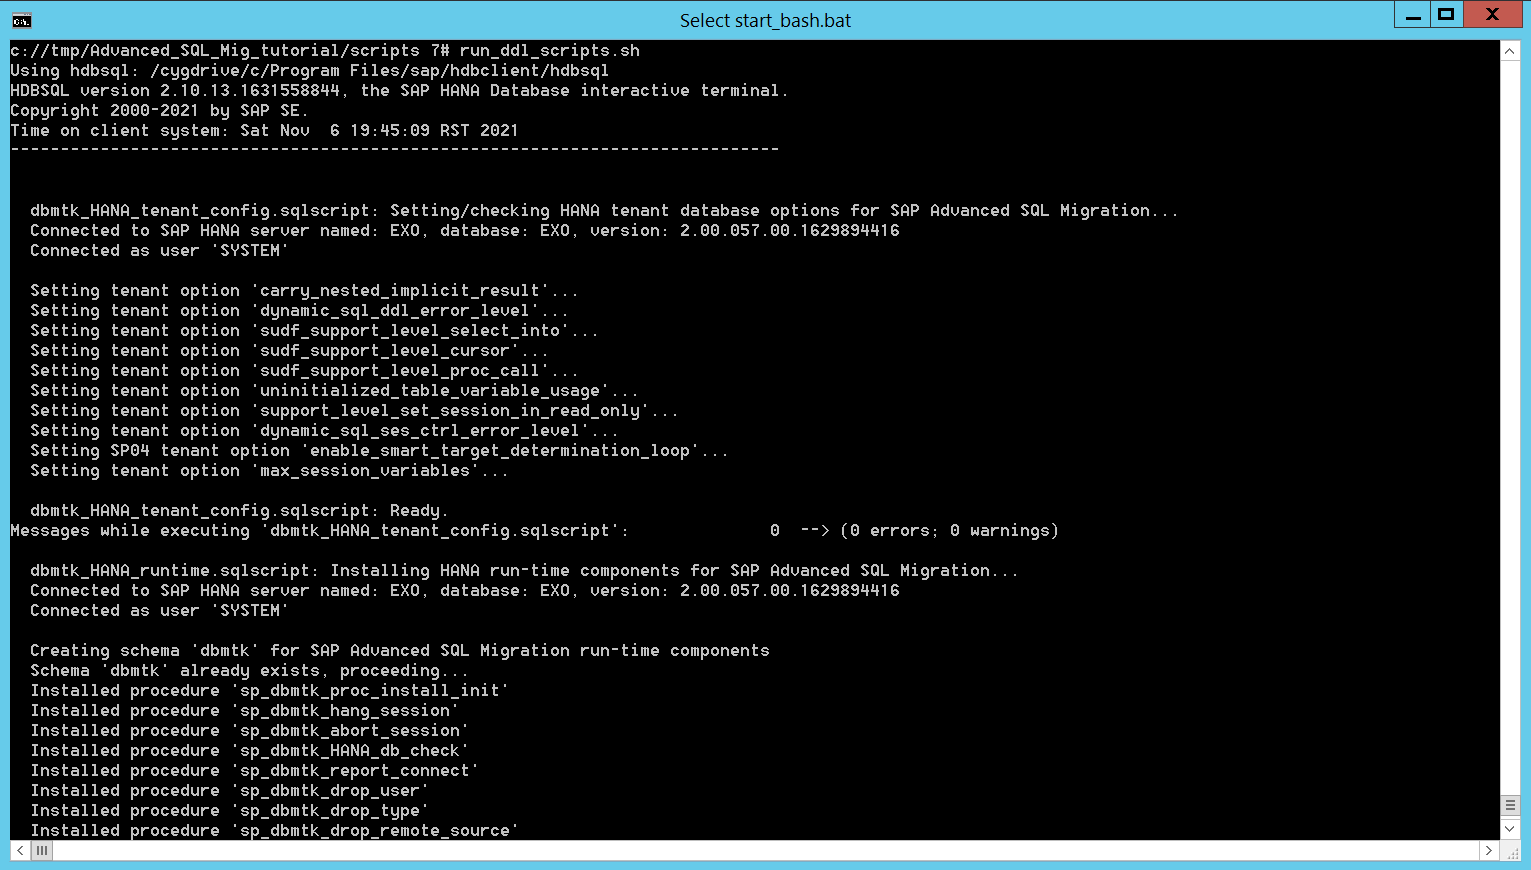 Select start_bash.bat
c://tmp/Advanced_SQL_Mig_tutorial/scripts 7# run_ddl_scripts.sh
Using hdbsql: /cygdrive/c/Program Files/sap/hdbclient/hdbsql
HDBSQL version 2.10.13.1631558844, the SAP HANA Database interactive terminal.
Copyright 2000-2021 by SAP SE.
Time on client system: Sat Nov  6 19:45:09 RST 2021
-----------------------------------------------------------------------------
dbmtk_HANA_tenant_config.sqlscript: Setting/checking HANA tenant database options for SAP Advanced SQL Migration...
Connected to SAP HANA server named: EXO, database: EXO, version: 2.00.057.00.1629894416
Connected as user 'SYSTEM'
Setting tenant option 'carry_nested_implicit_result'...
Setting tenant option 'dynamic_sql_ddl_error_level'...
Setting tenant option 'sudf_support_level_select_into'...
Setting tenant option 'sudf_support_level_cursor'...
Setting tenant option 'sudf_support_level_proc_call'...
Setting tenant option 'uninitialized_table_variable_usage'...
Setting tenant option 'support_level_set_session_in_read_only'...
Setting tenant option 'dynamic_sql_ses_ctrl_error_level'...
Setting SP04 tenant option 'enable_smart_target_determination_loop'...
Setting tenant option 'max_session_variables'...
dbmtk_HANA_tenant_config.sqlscript: Ready.
Messages while executing 'dbmtk_HANA_tenant_config.sqlscript':              0  --> (0 errors; 0 warnings)
dbmtk_HANA_runtime.sqlscript: Installing HANA run-time components for SAP Advanced SQL Migration...
Connected to SAP HANA server named: EXO, database: EXO, version: 2.00.057.00.1629894416
Connected as user 'SYSTEM'
Creating schema 'dbmtk' for SAP Advanced SQL Migration run-time components
Schema 'dbmtk' already exists, proceeding...
Installed procedure 'sp_dbmtk_proc_install_init'
Installed procedure 'sp_dbmtk_hang_session'
Installed procedure 'sp_dbmtk_abort_session'
Installed procedure 'sp_dbmtk_HANA_db_check'
Installed procedure 'sp_dbmtk_report_connect'
Installed procedure 'sp_dbmtk_drop_user'
Installed procedure 'sp_dbmtk_drop_type'
Installed procedure 'sp_dbmtk_drop_remote_source'